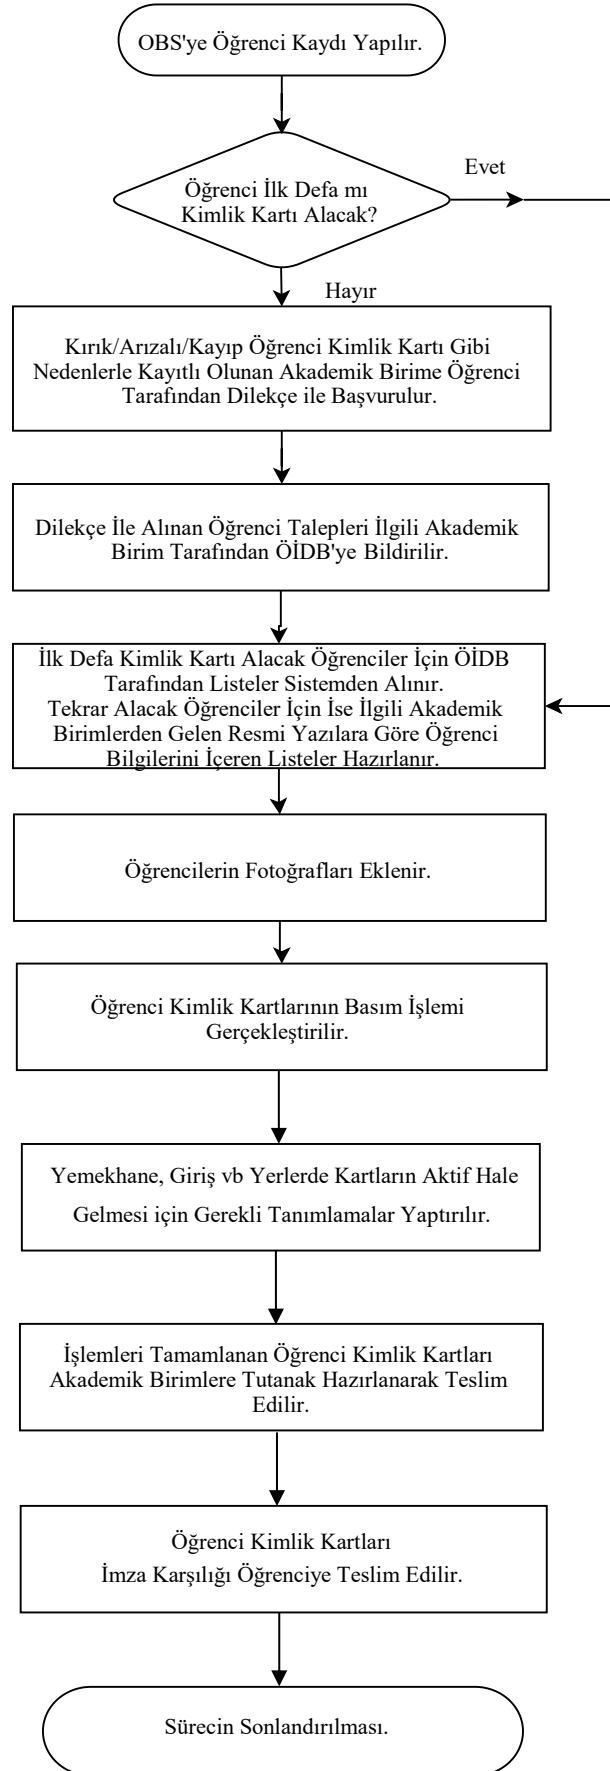 OBS'ye Öğrenci Kaydı Yapılır.
Öğrenci İlk Defa mı
Kimlik Kartı Alacak?
Evet
Hayır
Kırık/Arızalı/Kayıp Öğrenci Kimlik Kartı Gibi
Nedenlerle Kayıtlı Olunan Akademik Birime Öğrenci
Tarafından Dilekçe ile Başvurulur.
Dilekçe İle Alınan Öğrenci Talepleri İlgili Akademik
Birim Tarafından ÖİDB'ye Bildirilir.
İlk Defa Kimlik Kartı Alacak Öğrenciler İçin ÖİDB
Tarafından Listeler Sistemden Alınır.
Tekrar Alacak Öğrenciler İçin İse İlgili Akademik
Birimlerden Gelen Resmi Yazılara Göre Öğrenci
Bilgilerini İçeren Listeler Hazırlanır.
Öğrencilerin Fotoğrafları Eklenir.
Öğrenci Kimlik Kartlarının Basım İşlemi
Gerçekleştirilir.
Yemekhane, Giriş vb Yerlerde Kartların Aktif Hale
Gelmesi için Gerekli Tanımlamalar Yaptırılır.
İşlemleri Tamamlanan Öğrenci Kimlik Kartları
Akademik Birimlere Tutanak Hazırlanarak Teslim
Edilir.
Öğrenci Kimlik Kartları
İmza Karşılığı Öğrenciye Teslim Edilir.
Sürecin Sonlandırılması.